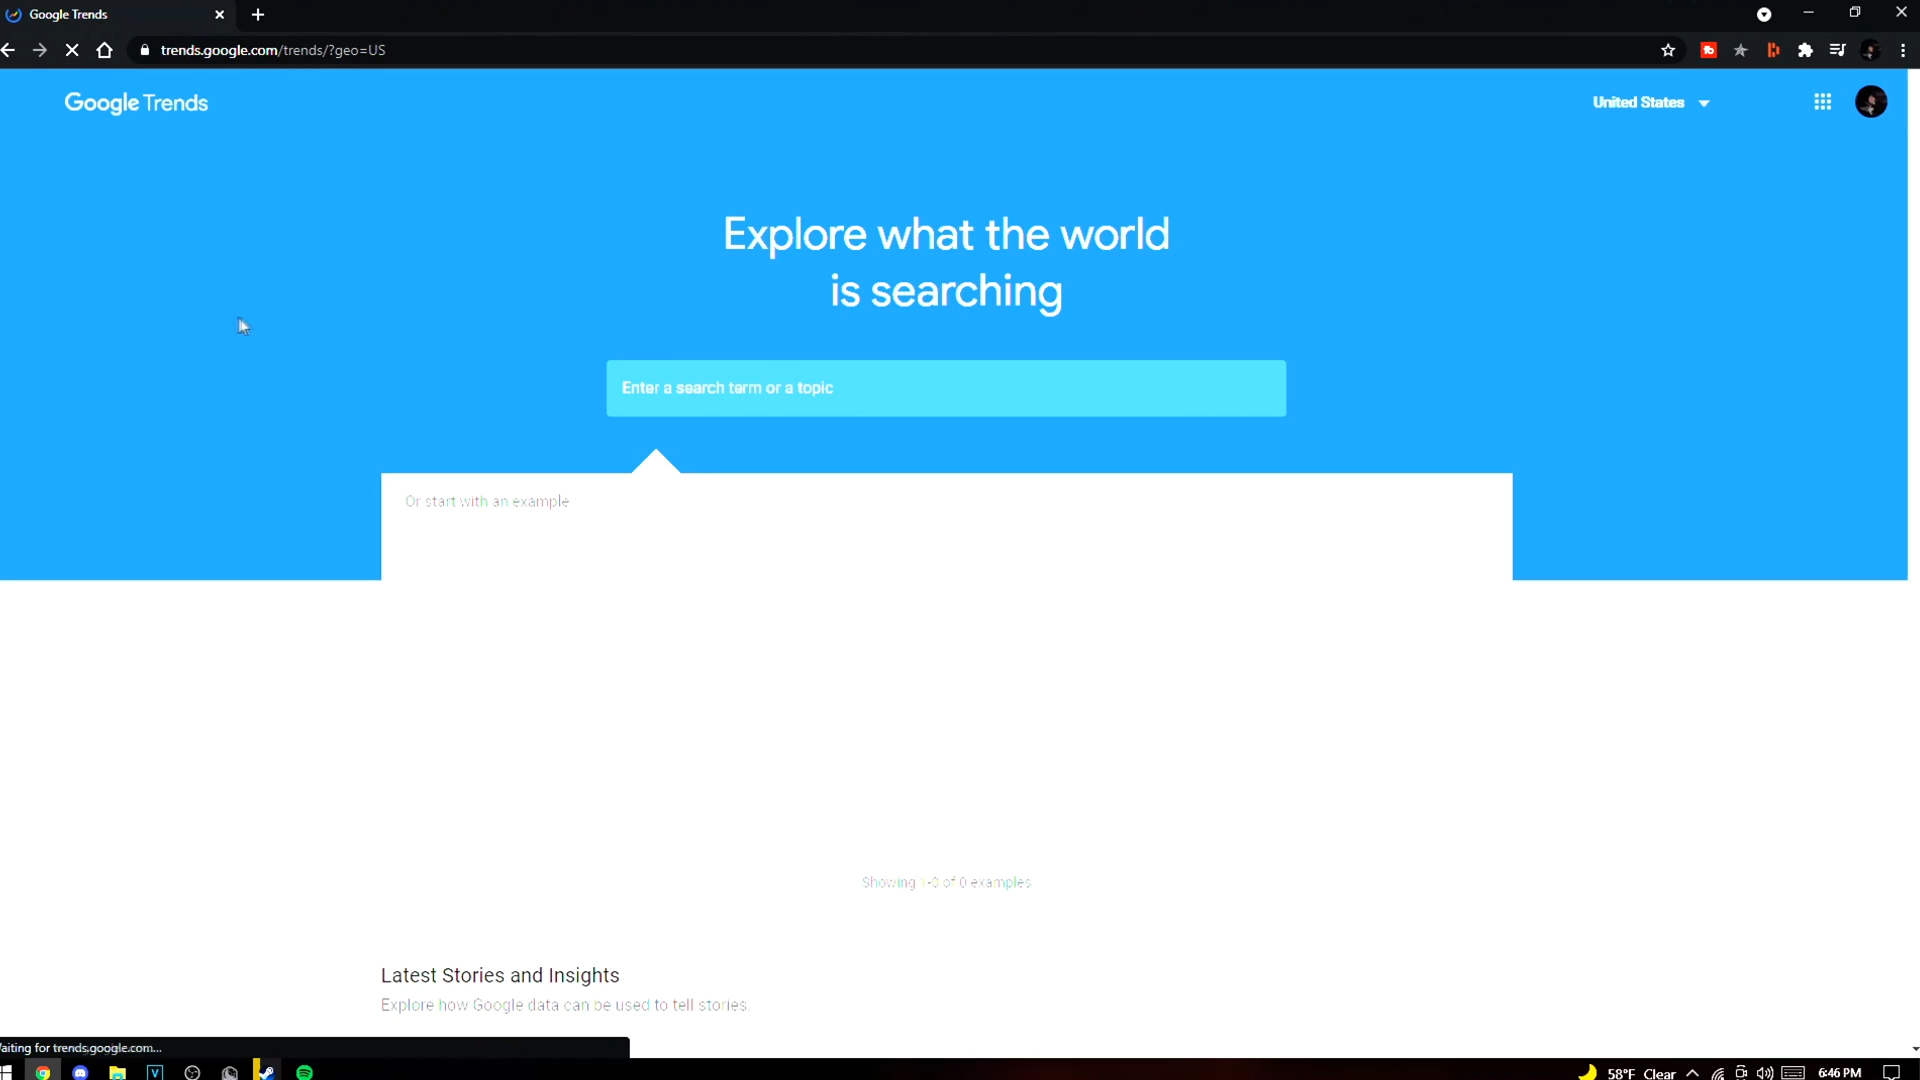 Google Trends
trends.google.com/trends/?geo=US
Google Trends
United States
Explore what the world
is searching
Enter a search term or a topic
Or start with an example
Showing 1-0 of 0 examples
Latest Stories and Insights
Explore how Google data can be used to tell stories.
aiting for trends.google.com...
V
58°F Clear
6:46 PM